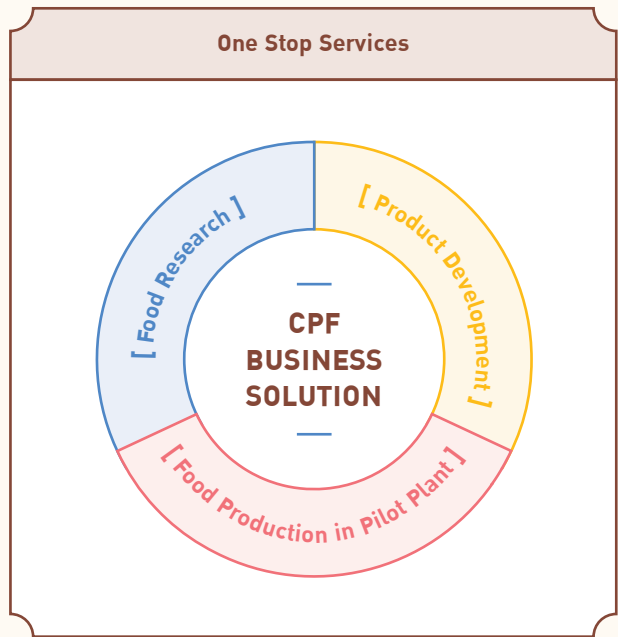 One Stop Services
[ Food Research ]
[ Product Development ]
CPF
BUSINESS
SOLUTION
[ Food Production in Pilot Plant ]